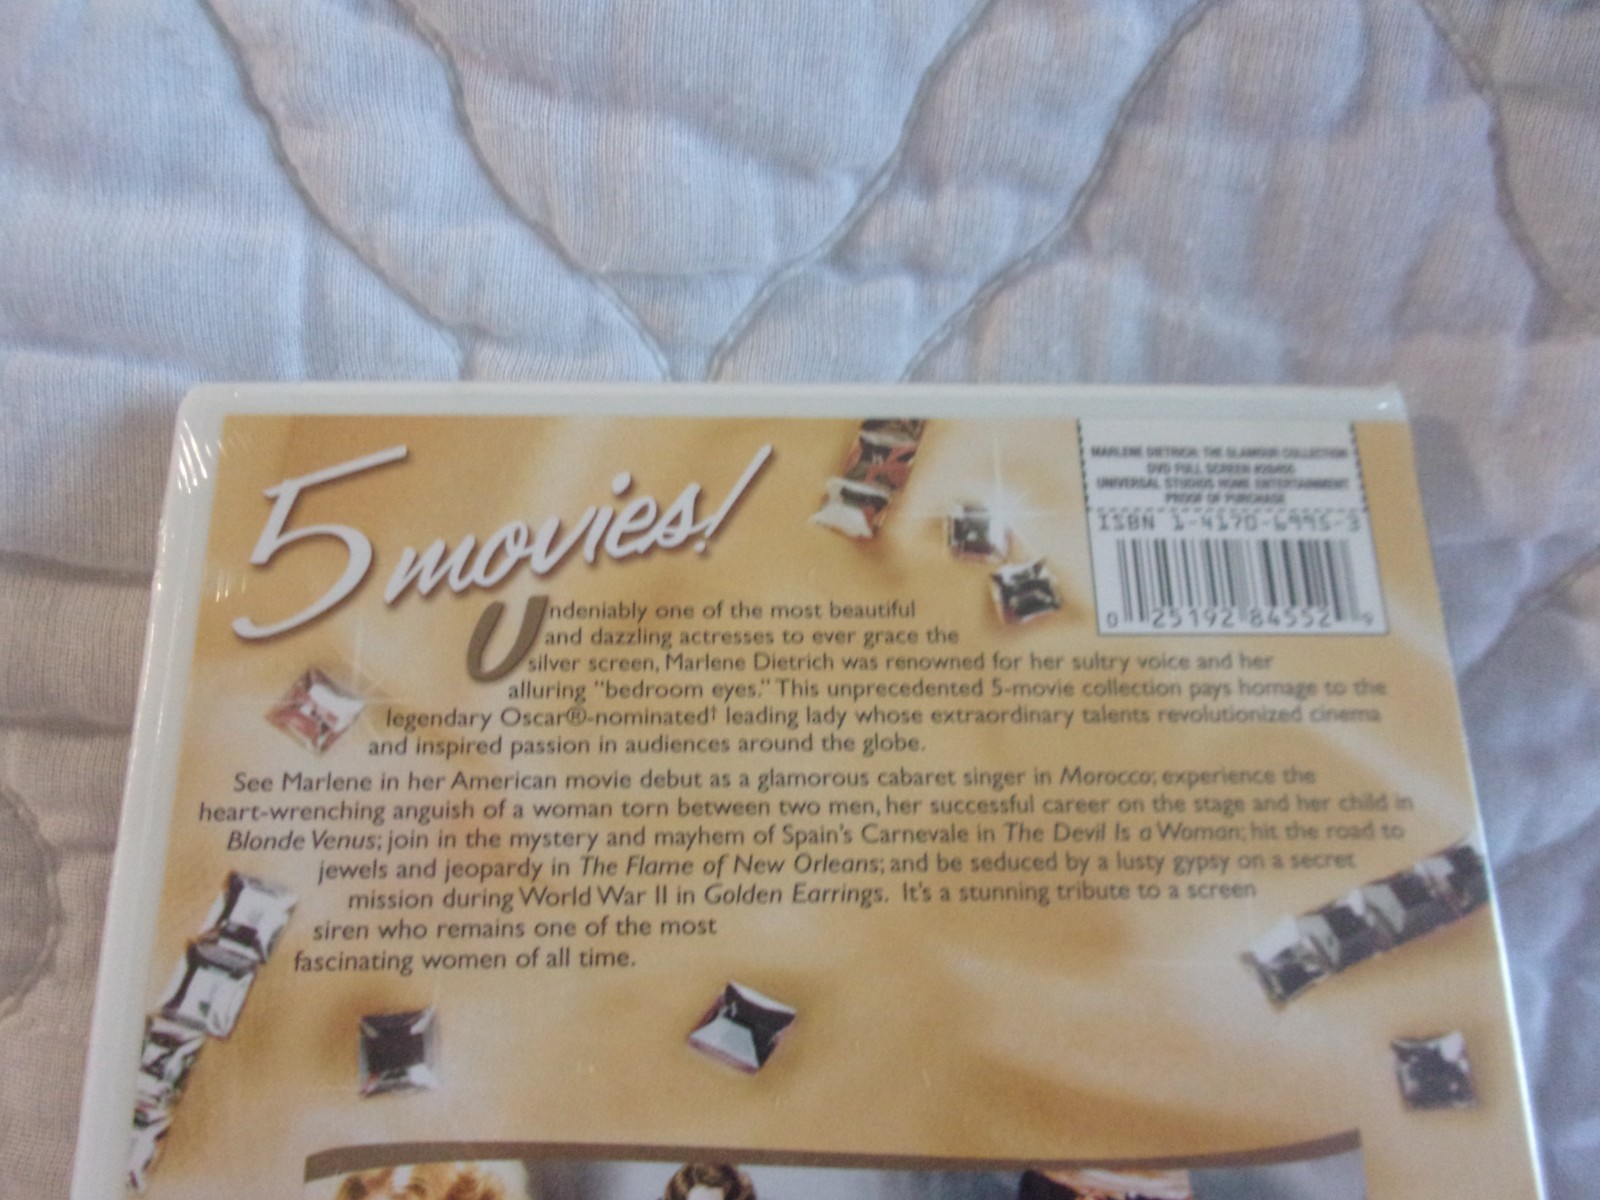 5 movies!
MARLENE DIETRICH: THE GLAMOUR COLLECTION
DVD FULL SCREEN
UNIVERSAL STUDIOS HOME ENTERTAINMENT
PROOF OF PURCHASE
ISBN 1-4170-6995-3
0 25192 84552 9
Undeniably one of the most beautiful
and dazzling actresses to ever grace the
silver screen, Marlene Dietrich was renowned for her sultry voice and her
alluring "bedroom eyes." This unprecedented 5-movie collection pays homage to the
legendary Oscar®-nominated† leading lady whose extraordinary talents revolutionized cinema
and inspired passion in audiences around the globe.
See Marlene in her American movie debut as a glamorous cabaret singer in Morocco; experience the
heart-wrenching anguish of a woman torn between two men, her successful career on the stage and her child in
Blonde Venus; join in the mystery and mayhem of Spain's Carnevale in The Devil Is a Woman; hit the road to
jewels and jeopardy in The Flame of New Orleans; and be seduced by a lusty gypsy on a secret
mission during World War II in Golden Earrings. It's a stunning tribute to a screen
siren who remains one of the most
fascinating women of all time.